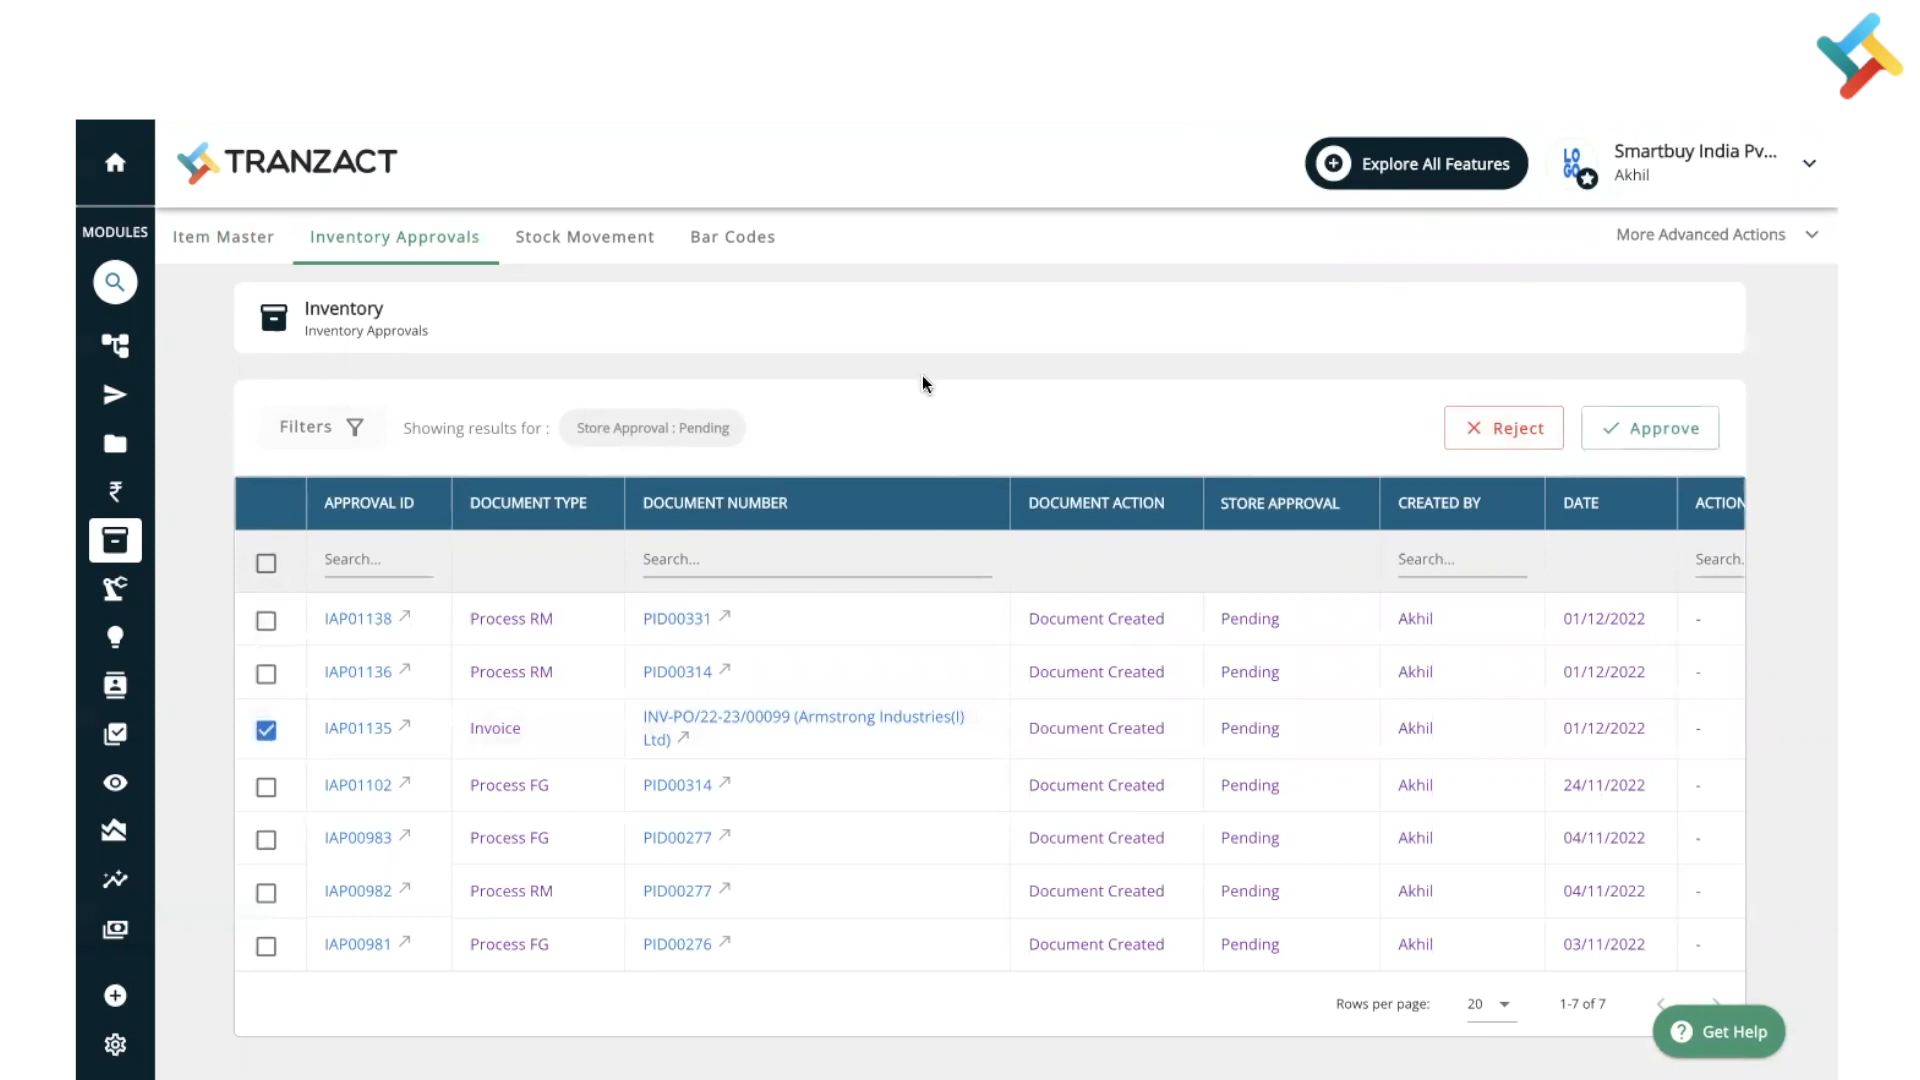 TRANZACT
Explore All Features
LO
GO
Smartbuy India Pv...
Akhil
MODULES
Item Master
Inventory Approvals
Stock Movement
Bar Codes
More Advanced Actions
Inventory
Inventory Approvals
Filters
Showing results for :
Store Approval : Pending
Reject
Approve
APPROVAL ID DOCUMENT TYPE DOCUMENT NUMBER DOCUMENT ACTION STORE APPROVAL CREATED BY DATE ACTION
Search... Search... Search... Search.
IAP01138 Process RM PID00331 Document Created Pending Akhil 01/12/2022 -
IAP01136 Process RM PID00314 Document Created Pending Akhil 01/12/2022 -
IAP01135 Invoice INV-PO/22-23/00099 (Armstrong Industries(I) Document Created Pending Akhil 01/12/2022 -
Ltd)
IAP01102 Process FG PID00314 Document Created Pending Akhil 24/11/2022 -
IAP00983 Process FG PID00277 Document Created Pending Akhil 04/11/2022 -
IAP00982 Process RM PID00277 Document Created Pending Akhil 04/11/2022 -
IAP00981 Process FG PID00276 Document Created Pending Akhil 03/11/2022 -
Rows per page: 20 1-7 of 7
Get Help